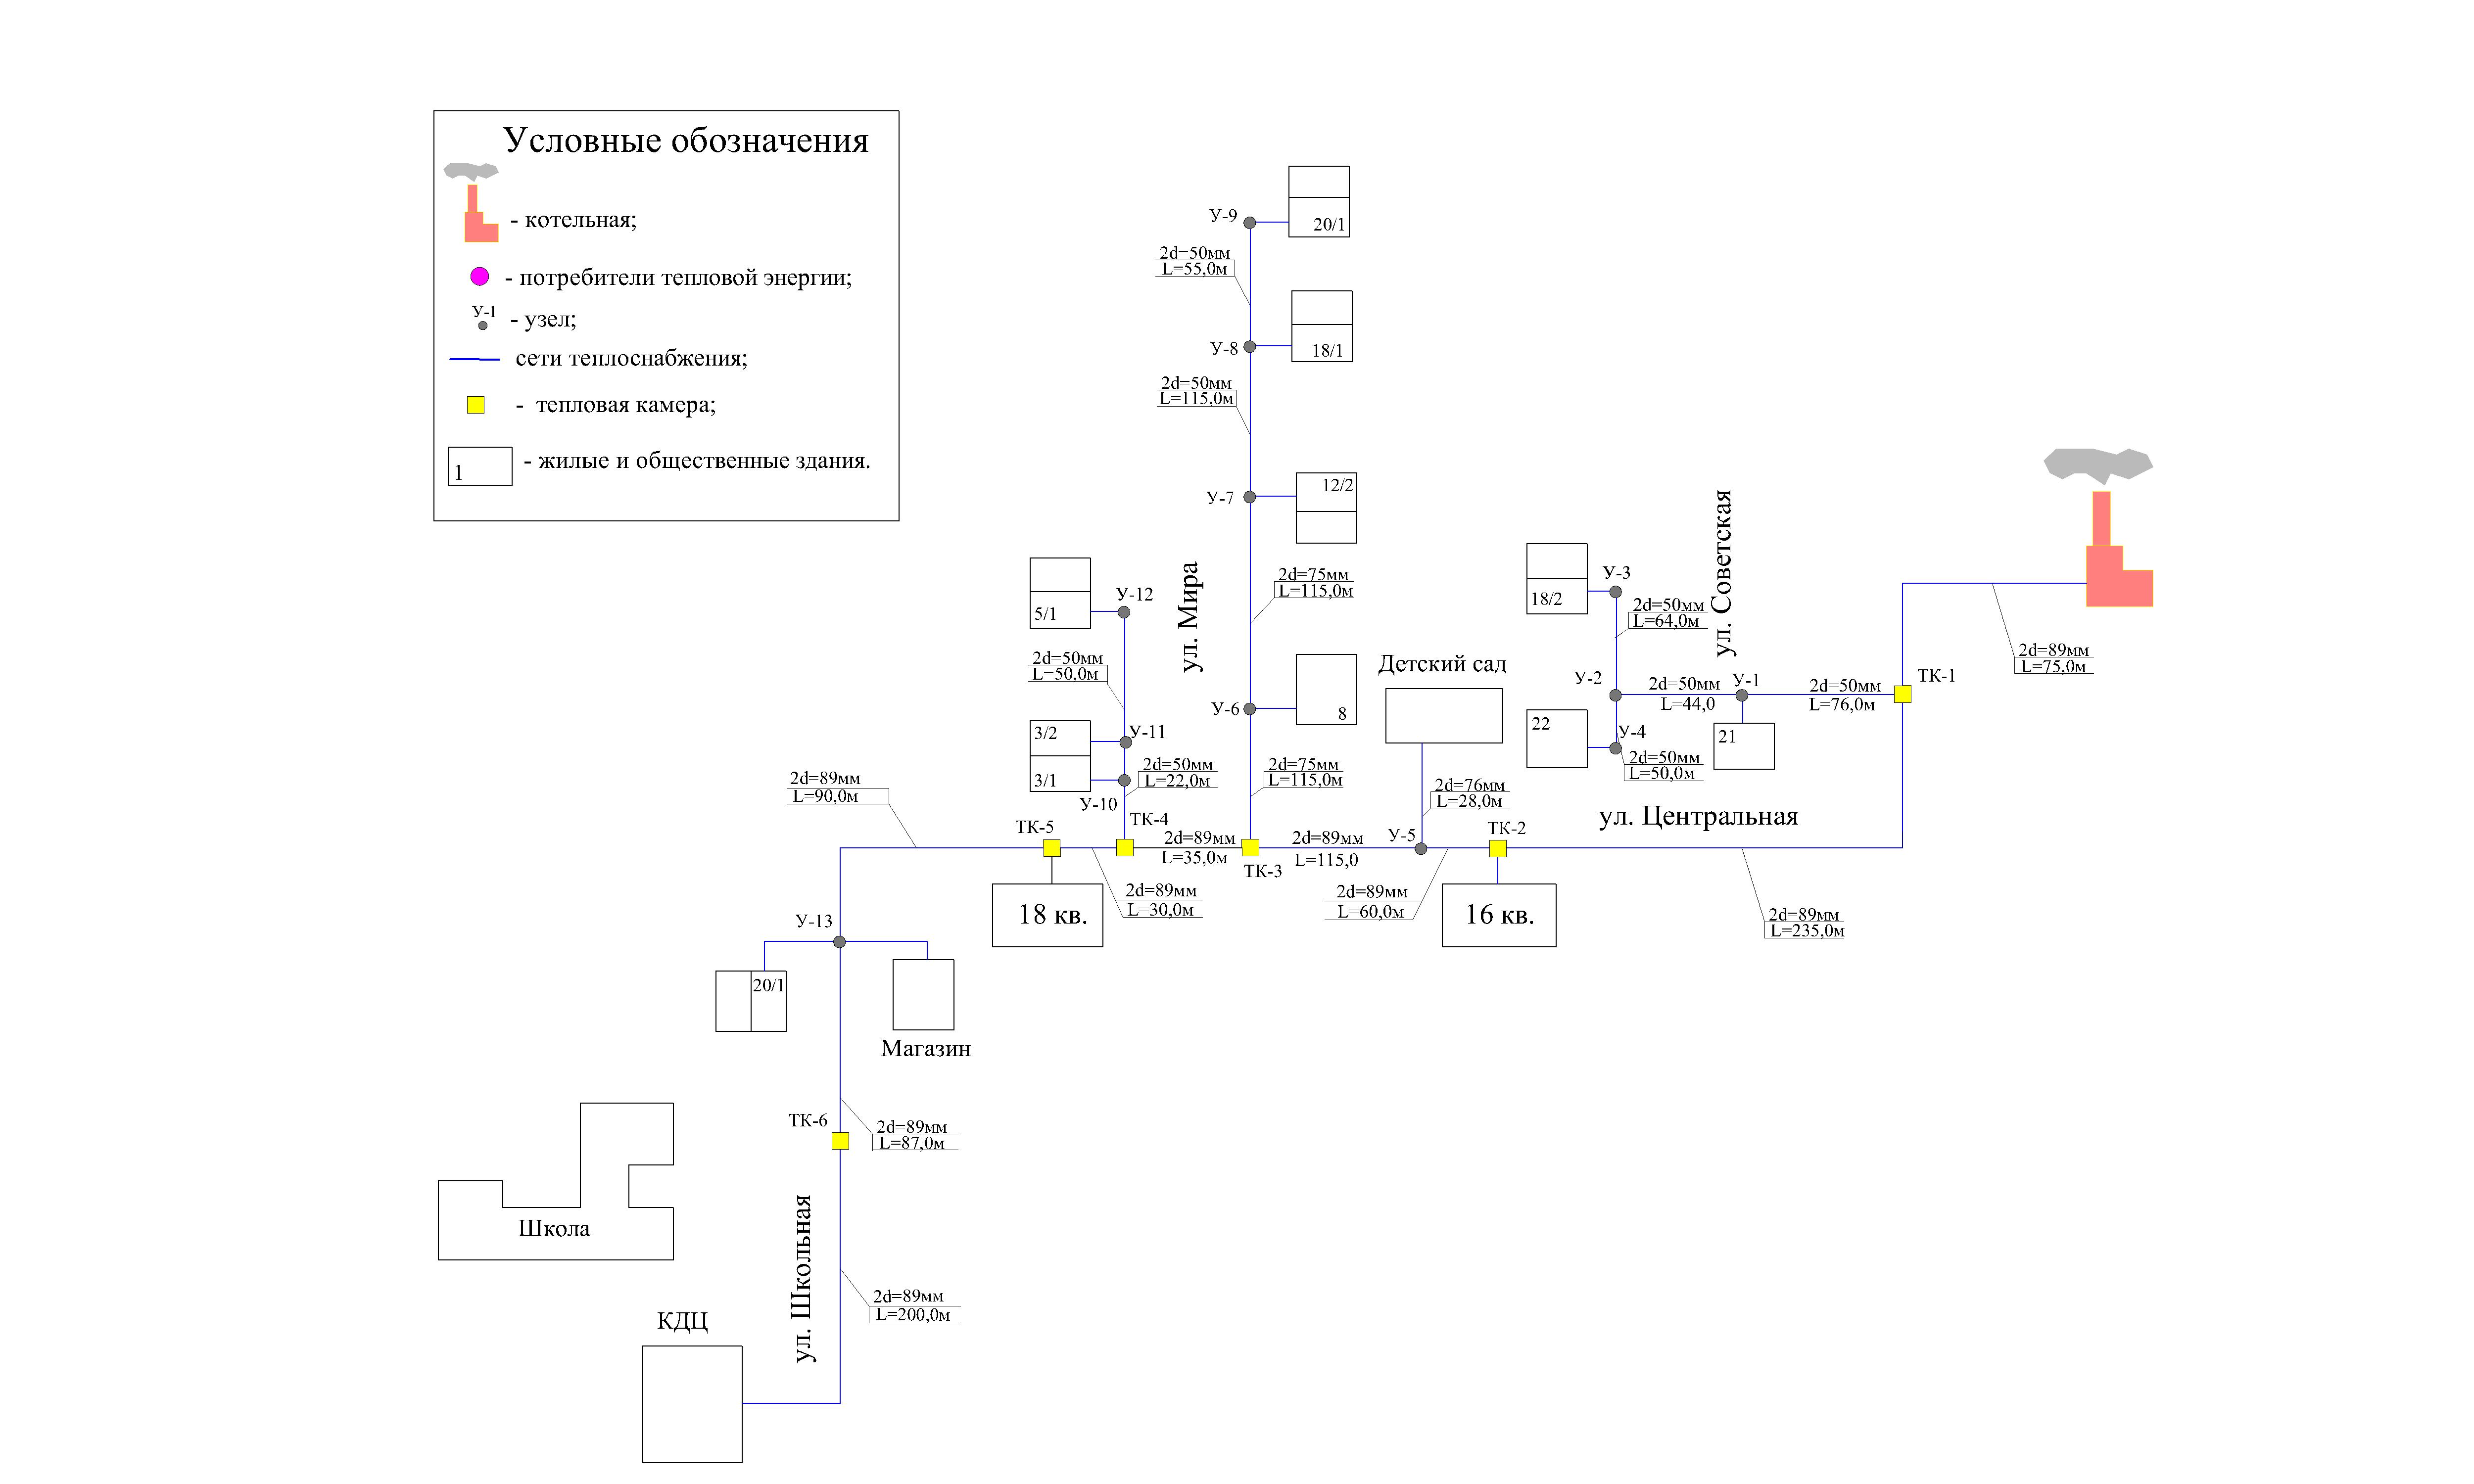 Условные обозначения
- котельная;
- потребители тепловой энергии;
У-1
- узел;
сети теплоснабжения;
- тепловая камера;
1
- жилые и общественные здания.
У-9
20/1
2d=50мм
L=55,0м
У-8
18/1
2d=50мм
L=115,0м
У-7
12/2
2d=75мм
L=115,0м
ул. Мира
У-6
8
2d=75мм
L=115,0м
У-12
5/1
2d=50мм
L=50,0м
У-11
3/2
3/1
2d=50мм
L=22,0м
У-10
ТК-4
ТК-5
2d=89мм
L=35,0м
ТК-3
2d=89мм
L=115,0
У-5
Детский сад
2d=76мм
L=28,0м
ТК-2
2d=89мм
L=60,0м
16 кв.
2d=89мм
L=30,0м
18 кв.
ул. Советская
У-3
18/2
2d=50мм
L=64,0м
У-2
2d=50мм
L=44,0
У-1
2d=50мм
L=76,0м
ТК-1
22
У-4
2d=50мм
L=50,0м
21
2d=89мм
L=75,0м
ул. Центральная
2d=89мм
L=235,0м
2d=89мм
L=90,0м
У-13
20/1
Магазин
ТК-6
2d=89мм
L=87,0м
Школа
ул. Школьная
2d=89мм
L=200,0м
КДЦ